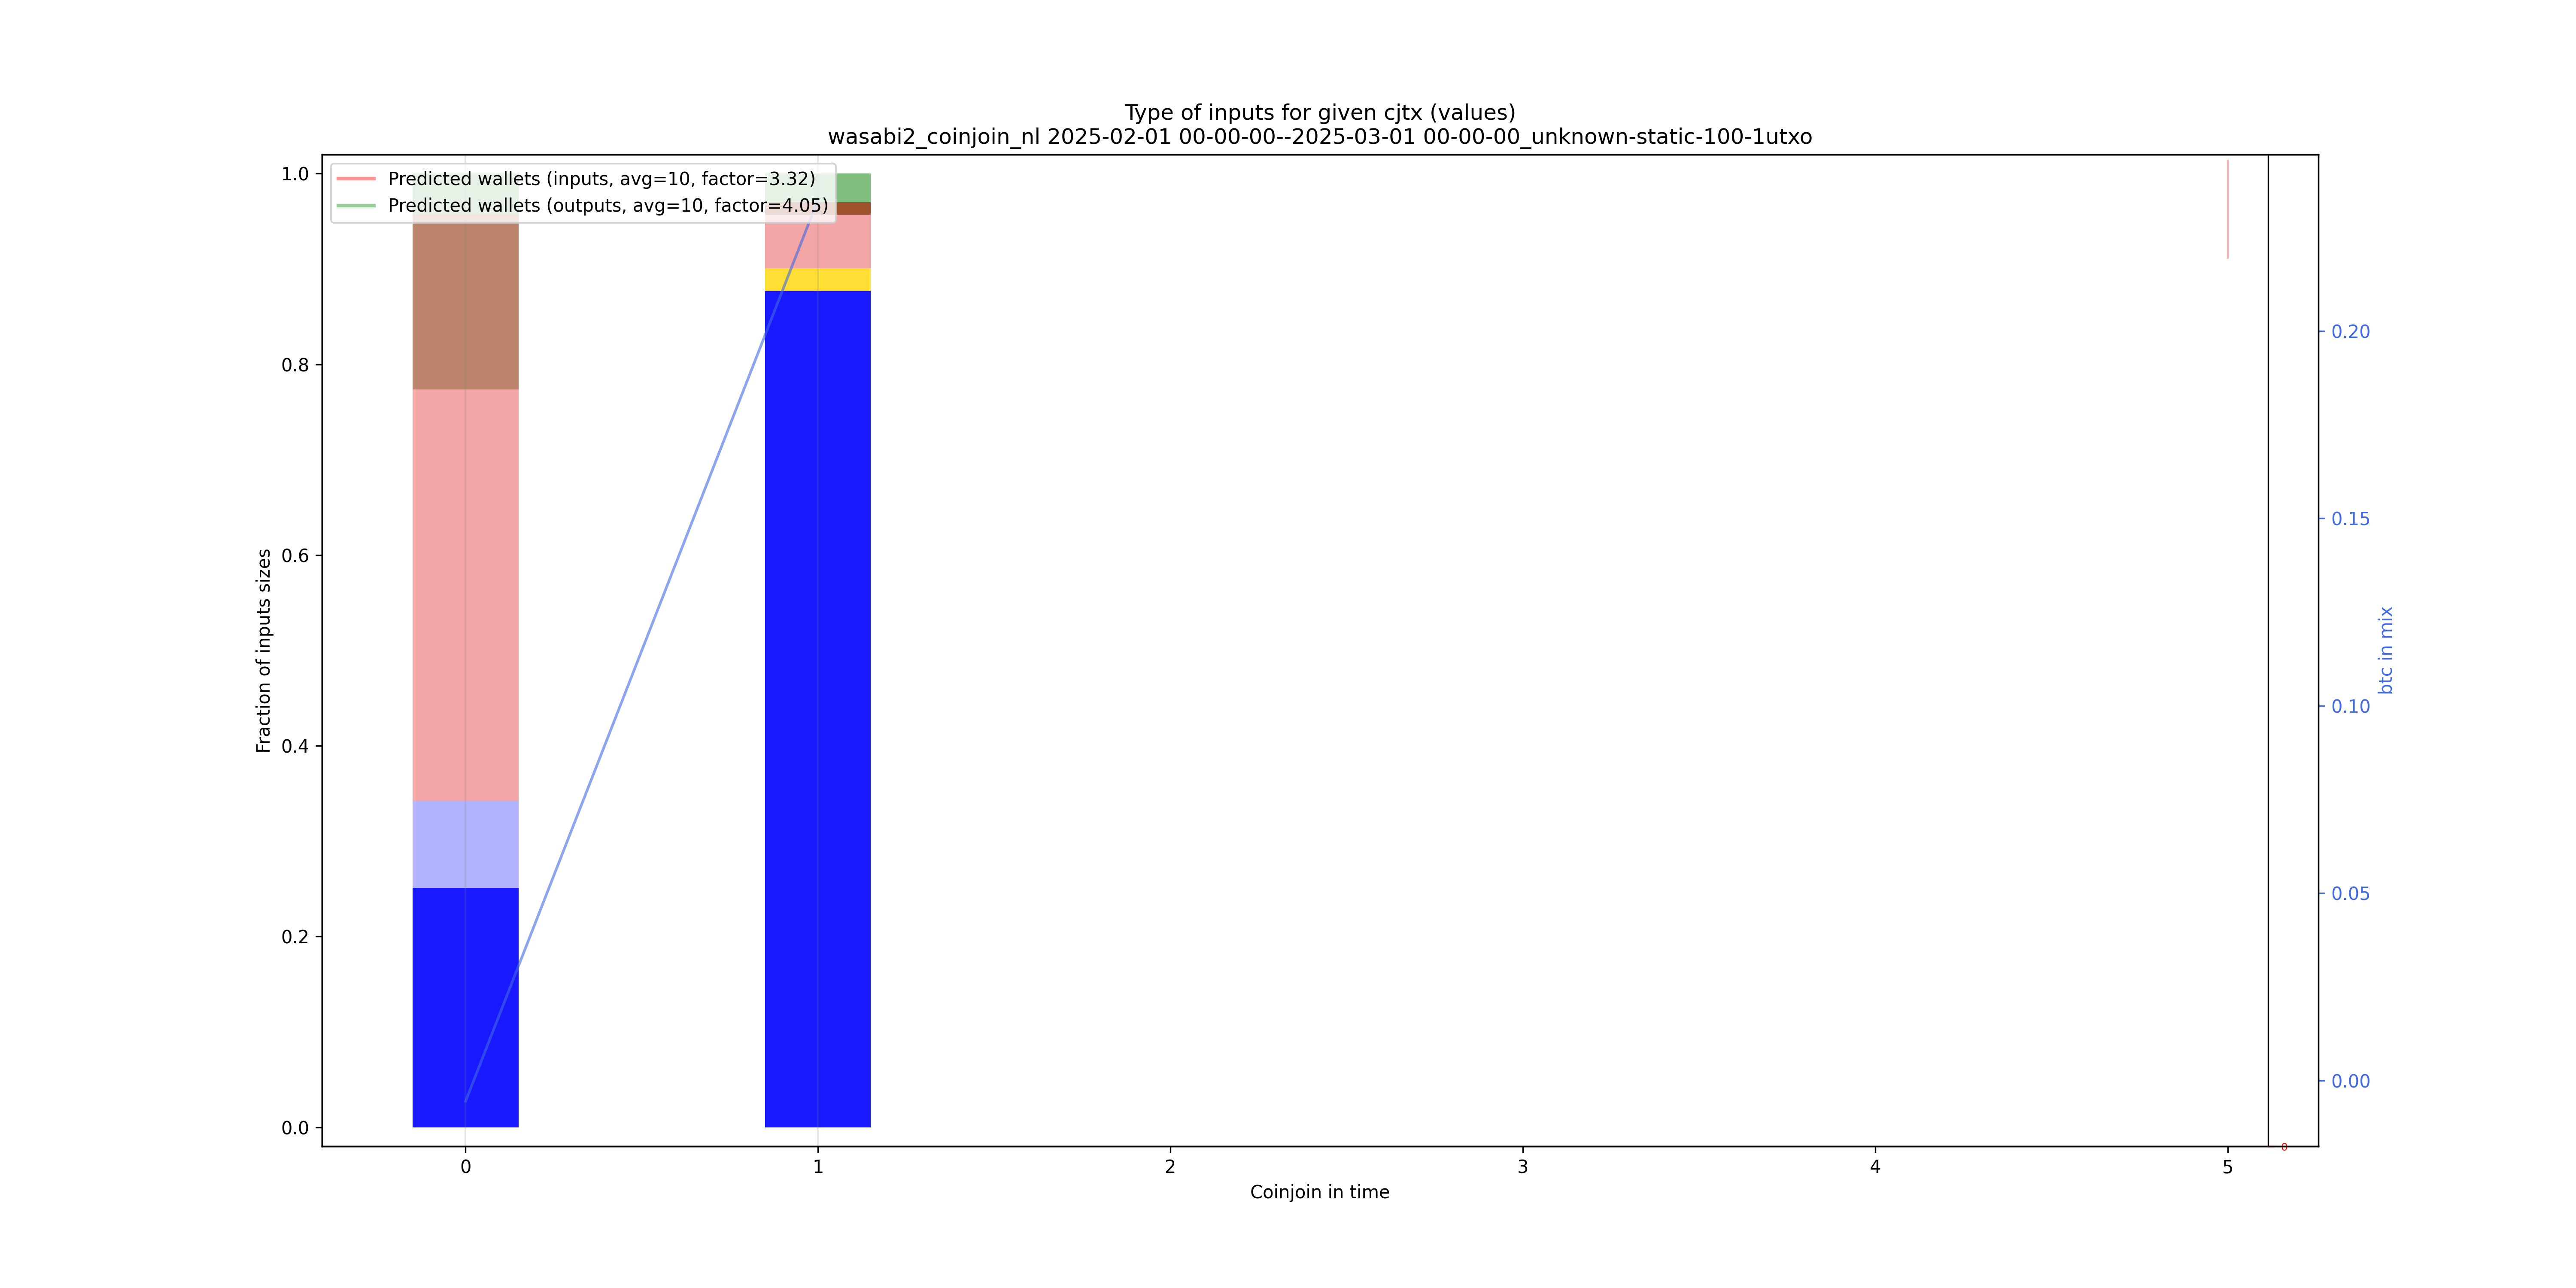 Type of inputs for given cjtx (values)
wasabi2_coinjoin_nl 2025-02-01 00-00-00--2025-03-01 00-00-00_unknown-static-100-1utxo
Predicted wallets (inputs, avg=10, factor=3.32)
Predicted wallets (outputs, avg=10, factor=4.05)
1.0
0.8
0.6
0.4
0.2
0.0
Fraction of inputs sizes
0 1 2 3 4 5
Coinjoin in time
0.20
0.15
0.10
0.05
0.00
btc in mix
0